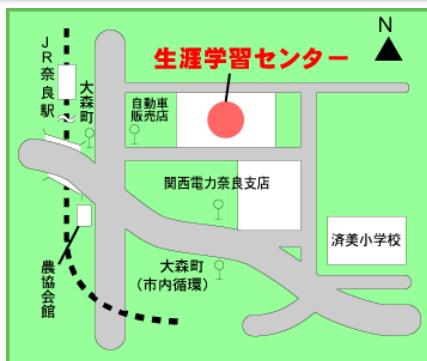 N
生涯学習センター
JR奈良駅
大森町
自動車
販売店
関西電力奈良支店
済美小学校
大森町
(市内循環)
農協会館